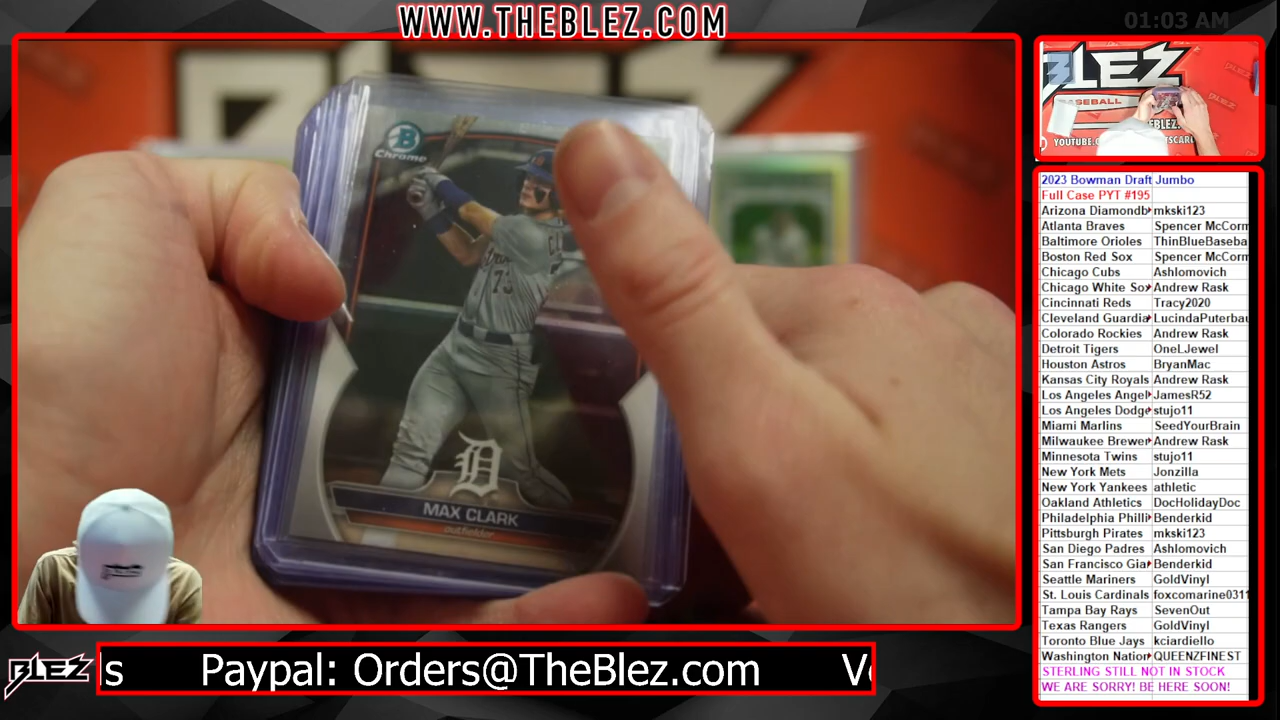 WWW.THEBLEZ.COM
01:03 AM
BLEZ
BASEBALL
B
Chrome
73
D
MAX CLARK
outfielder
2023 Bowman Draft Jumbo
Full Case PYT #195
Arizona Diamondb mkski123
Atlanta Braves Spencer McCorm
Baltimore Orioles ThinBlueBaseba
Boston Red Sox Spencer McCorm
Chicago Cubs Ashlomovich
Chicago White Sox Andrew Rask
Cincinnati Reds Tracy2020
Cleveland Guardia LucindaPuterbau
Colorado Rockies Andrew Rask
Detroit Tigers OneLJewel
Houston Astros BryanMac
Kansas City Royals Andrew Rask
Los Angeles Angel JamesR52
Los Angeles Dodge stujo11
Miami Marlins SeedYourBrain
Milwaukee Brewer Andrew Rask
Minnesota Twins stujo11
New York Mets Jonzilla
New York Yankees athletic
Oakland Athletics DocHolidayDoc
Philadelphia Philli Benderkid
Pittsburgh Pirates mkski123
San Diego Padres Ashlomovich
San Francisco Gia Benderkid
Seattle Mariners GoldVinyl
St. Louis Cardinals foxcomarine0311
Tampa Bay Rays SevenOut
Texas Rangers GoldVinyl
Toronto Blue Jays kciardiello
Washington Nation QUEENZFINEST
STERLING STILL NOT IN STOCK
WE ARE SORRY! BE HERE SOON!
BLEZ
s Paypal: Orders@TheBlez.com